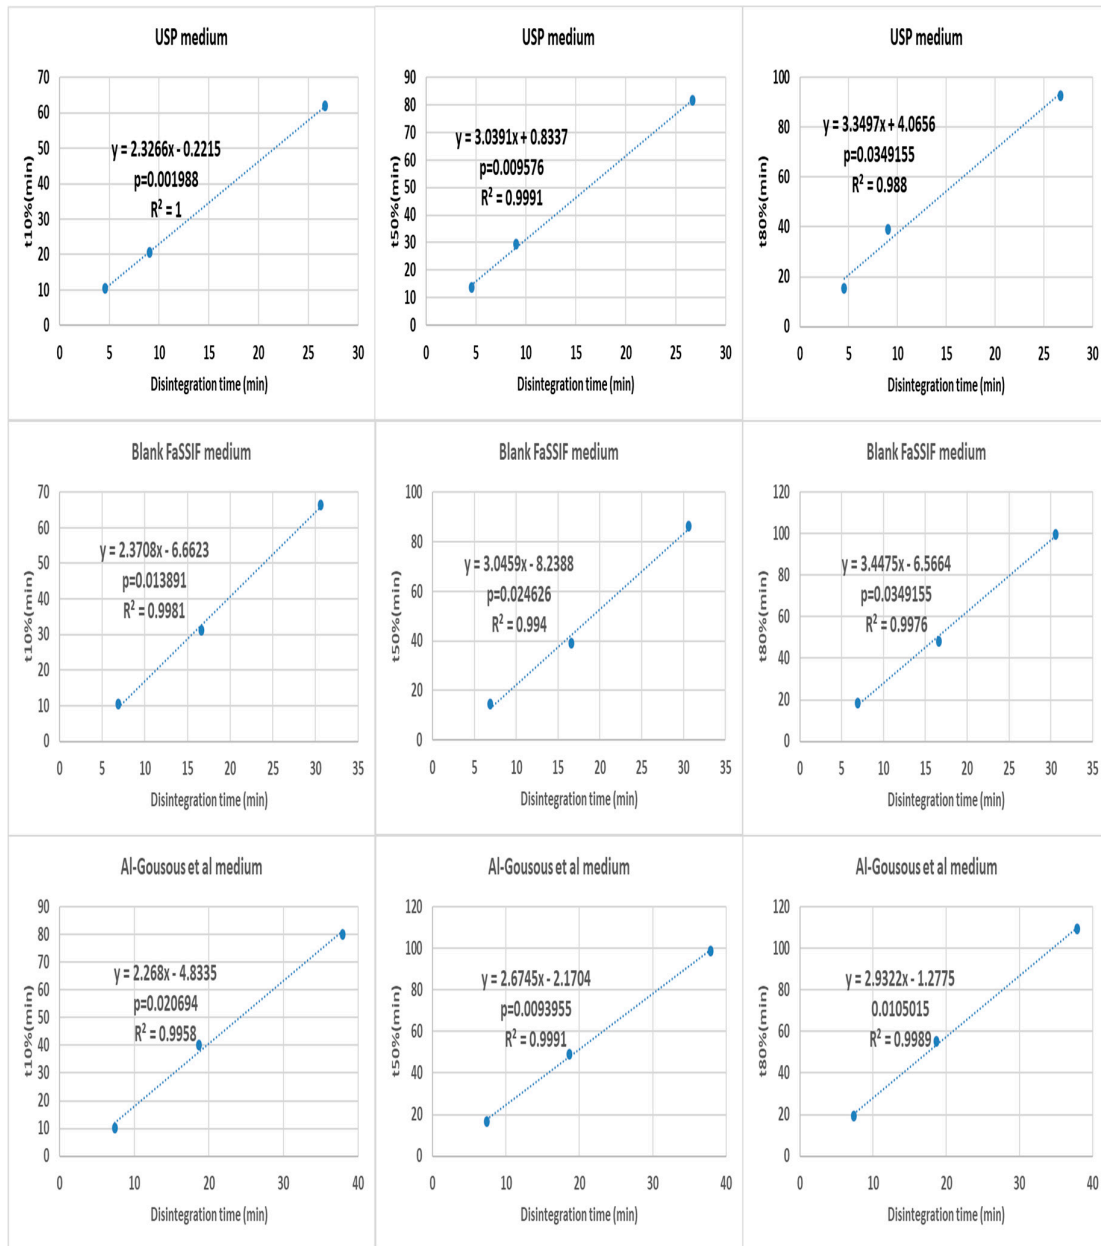 USP medium
t10%(min)
70
60
50
40
30
20
10
0
y = 2.3266x - 0.2215
p=0.001988
R² = 1
0 5 10 15 20 25 30
Disintegration time (min)
USP medium
t50%(min)
90
80
70
60
50
40
30
20
10
0
y = 3.0391x + 0.8337
p=0.009576
R² = 0.9991
0 5 10 15 20 25 30
Disintegration time (min)
USP medium
t80%(min)
100
80
60
40
20
0
y = 3.3497x + 4.0656
p=0.0349155
R² = 0.988
0 5 10 15 20 25 30
Disintegration time (min)
Blank FaSSIF medium
t10%(min)
70
60
50
40
30
20
10
0
y = 2.3708x - 6.6623
p=0.013891
R² = 0.9981
0 5 10 15 20 25 30 35
Disintegration time (min)
Blank FaSSIF medium
t50%(min)
100
80
60
40
20
0
y = 3.0459x - 8.2388
p=0.024626
R² = 0.994
0 5 10 15 20 25 30 35
Disintegration time (min)
Blank FaSSIF medium
t80%(min)
120
100
80
60
40
20
0
y = 3.4475x - 6.5664
p=0.0349155
R² = 0.9976
0 5 10 15 20 25 30 35
Disintegration time (min)
Al-Gousous et al medium
t10%(min)
90
80
70
60
50
40
30
20
10
0
y = 2.268x - 4.8335
p=0.020694
R² = 0.9958
0 10 20 30 40
Disintegration time (min)
Al-Gousous et al medium
t50%(min)
120
100
80
60
40
20
0
y = 2.6745x - 2.1704
p=0.0093955
R² = 0.9991
0 10 20 30 40
Disintegration time (min)
Al-Gousous et al medium
t80%(min)
120
100
80
60
40
20
0
y = 2.9322x - 1.2775
0.0105015
R² = 0.9989
0 10 20 30 40
Disintegration time (min)